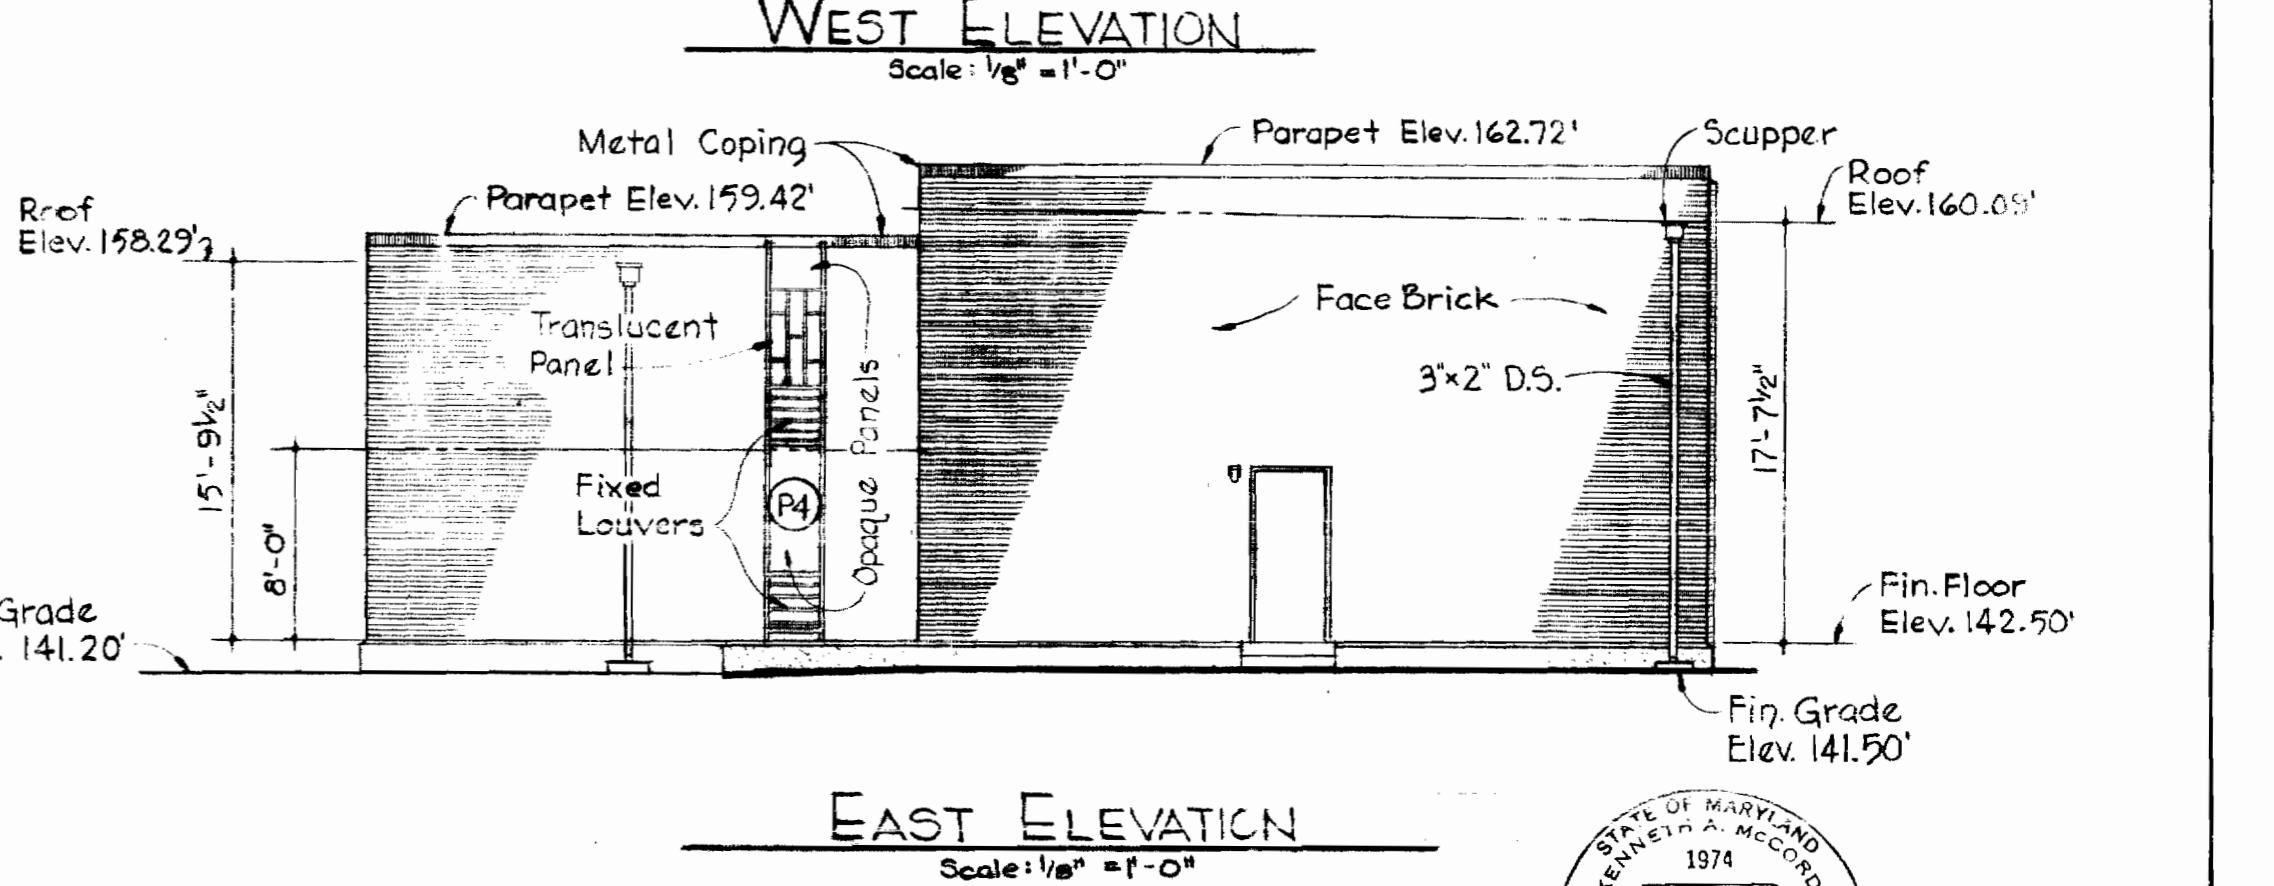 WEST ELEVATION
Scale: 1/8" = 1'-0"
Metal Coping
Parapet Elev. 162.72'
Scupper
Roof
Elev. 160.09'
Parapet Elev. 159.42'
Roof
Elev. 158.29'
Translucent
Panel
Face Brick
3"x2" D.S.
15'-9½"
8'-0"
17'-7½"
Opaque Panels
Fixed
Louvers
P4
Grade
. 141.20'
Fin. Floor
Elev. 142.50'
Fin. Grade
Elev. 141.50'
EAST ELEVATION
Scale: 1/8" = 1'-0"
STATE OF MARYLAND
KENNETH A. McCORD
1974